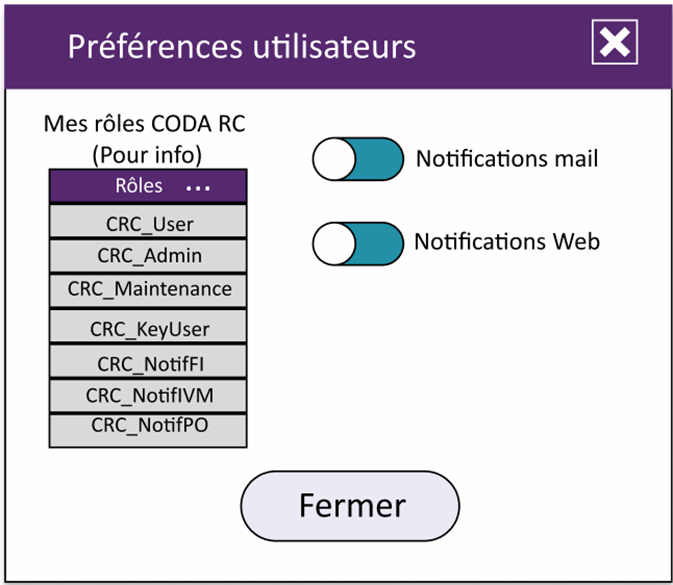 Préférences utilisateurs
Mes rôles CODA RC
(Pour info)
Rôles ...
CRC_User
CRC_Admin
CRC_Maintenance
CRC_KeyUser
CRC_NotifFI
CRC_NotifIVM
CRC_NotifPO
Notifications mail
Notifications Web
Fermer